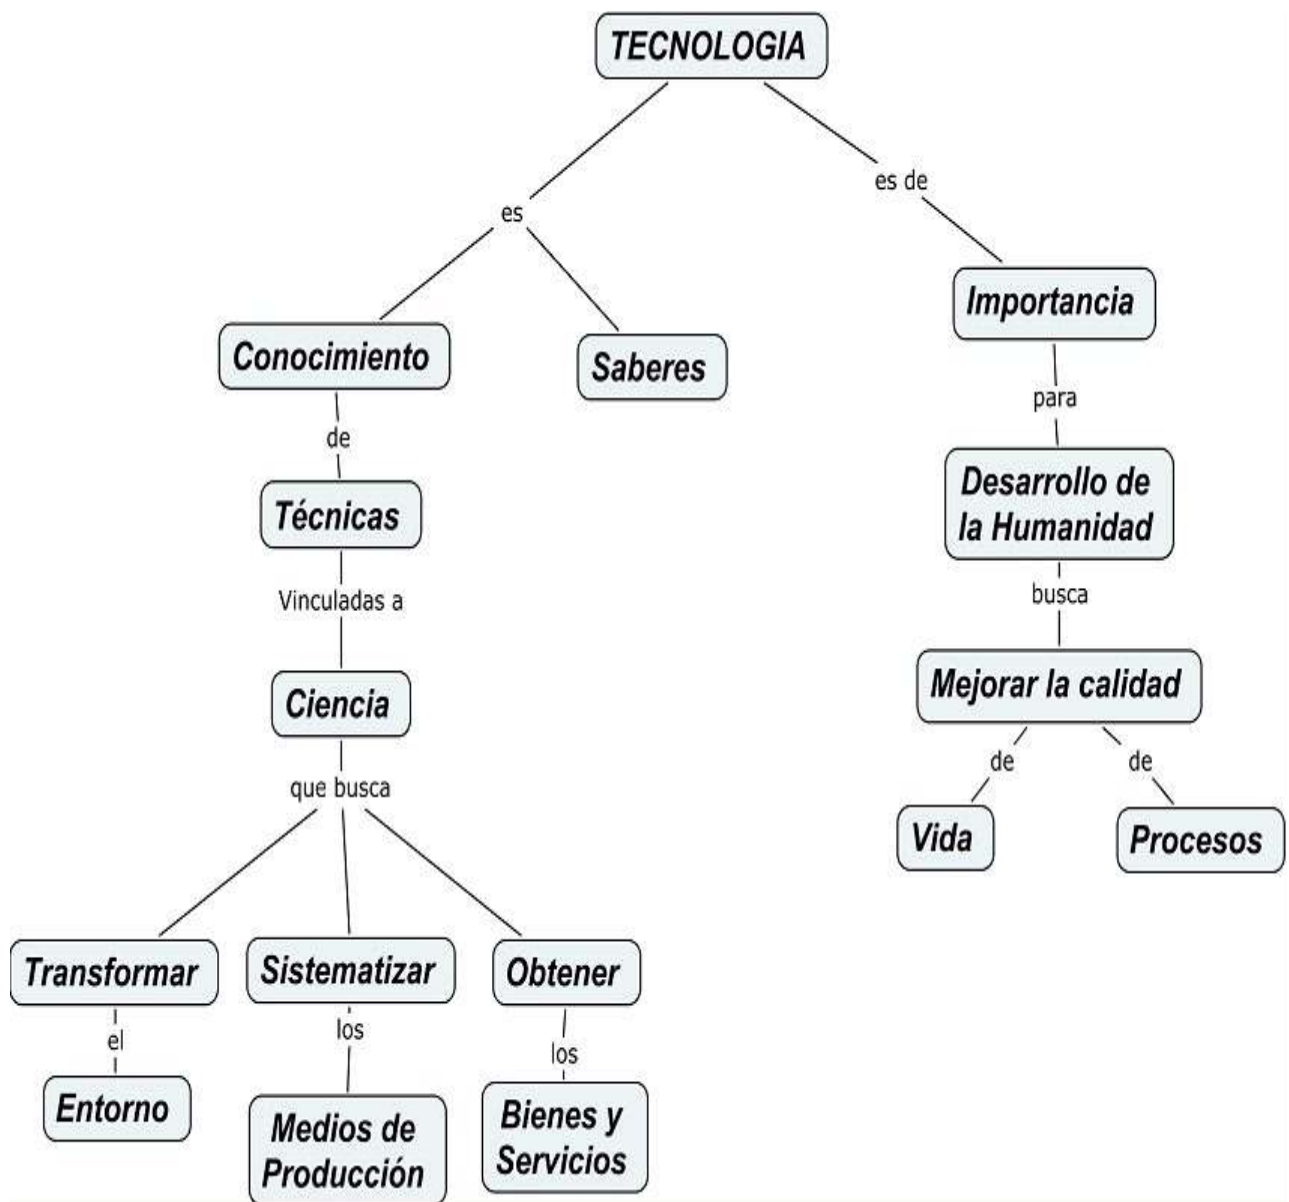 TECNOLOGIA
es
es de
Conocimiento
Saberes
Importancia
de
para
Técnicas
Desarrollo de
la Humanidad
Vinculadas a
busca
Ciencia
Mejorar la calidad
que busca
de
de
Vida
Procesos
Transformar
Sistematizar
Obtener
el
los
los
Entorno
Medios de
Producción
Bienes y
Servicios